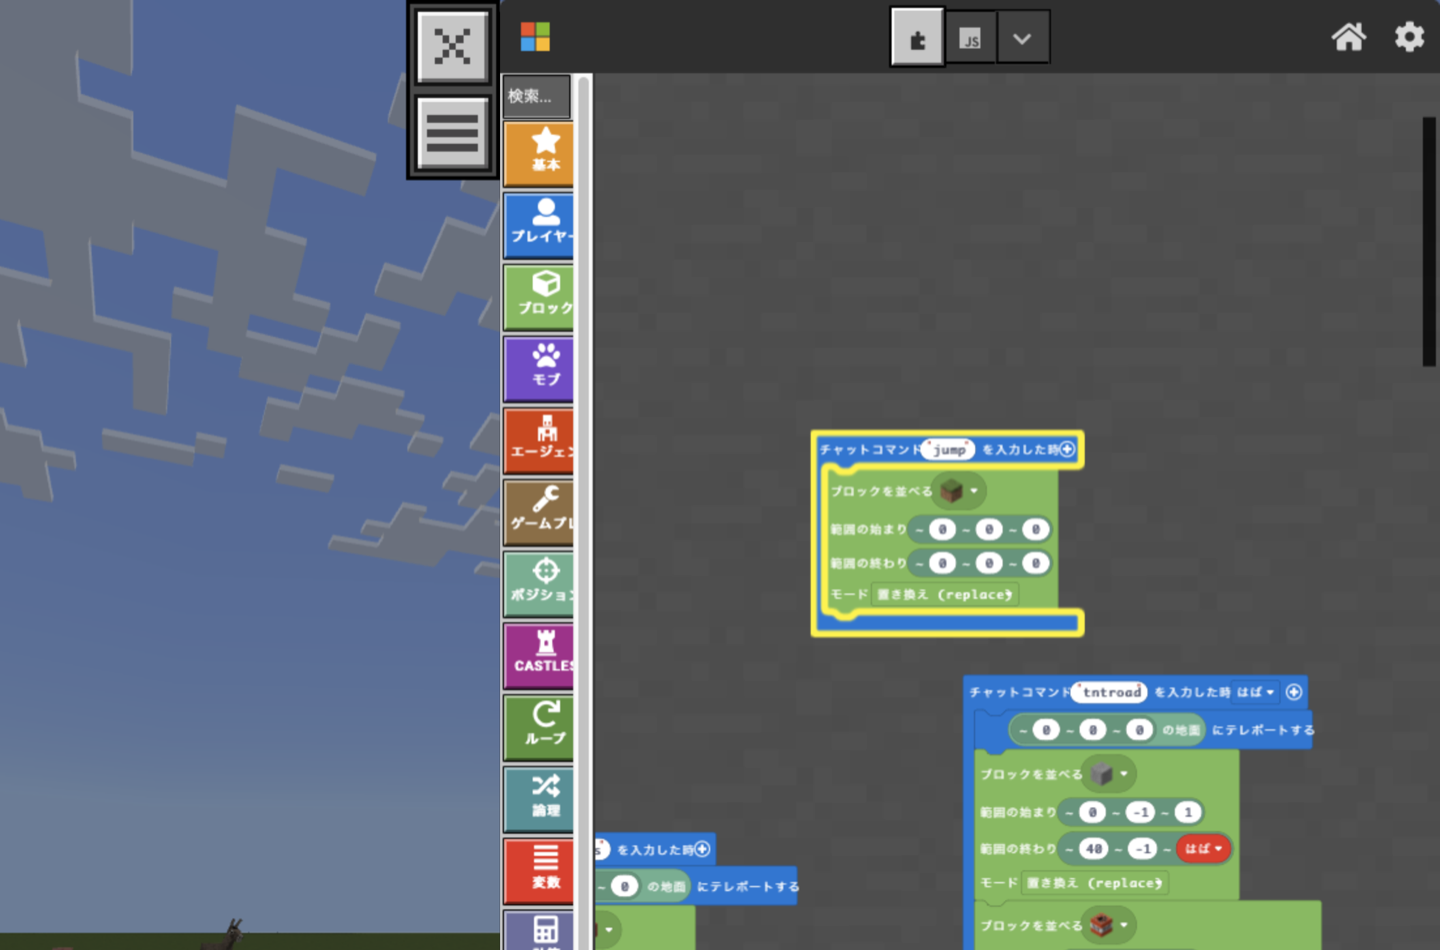 JS
検索...
基本
プレイヤー
ブロック
モブ
エージェン
ゲームプレ
ポジション
CASTLES
ループ
論理
変数
チャットコマンド "jump" を入力した時
ブロックを並べる
範囲の始まり ~ 0 ~ 0 ~ 0
範囲の終わり ~ 0 ~ 0 ~ 0
モード 置き換え (replace)
チャットコマンド "tntroad" を入力した時 はば
~ 0 ~ 0 ~ 0 の地面 にテレポートする
ブロックを並べる
範囲の始まり ~ 0 ~ -1 ~ 1
範囲の終わり ~ 40 ~ -1 ~ はば
モード 置き換え (replace)
ブロックを並べる
s を入力した時
~ 0 の地面 にテレポートする